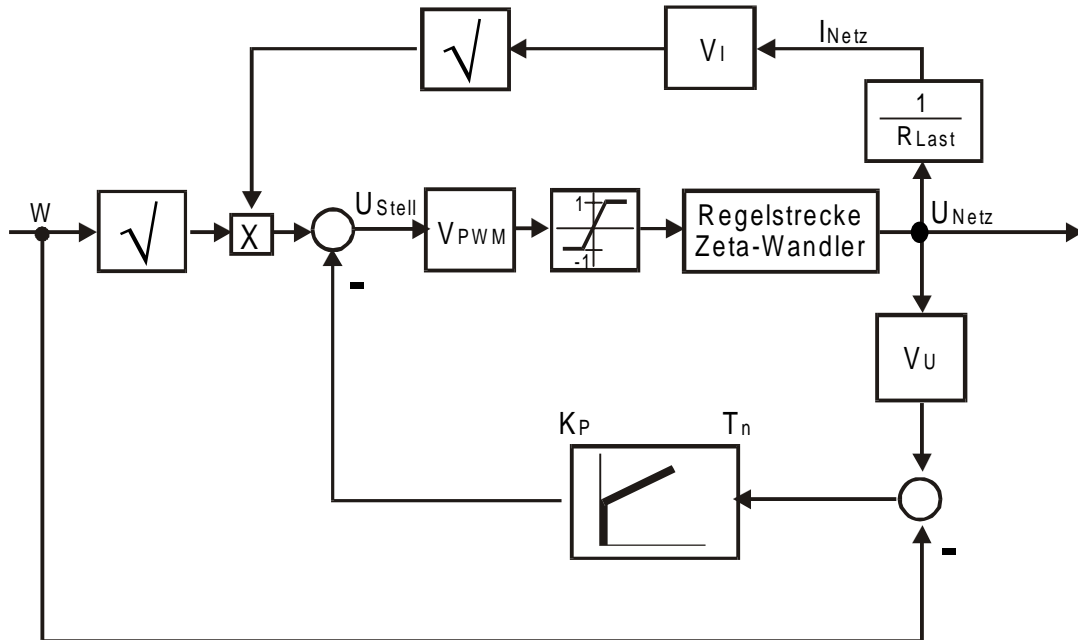 I Netz
V I
√
1
R Last
W
√
X
U Stell
V PWM
1
-1
Regelstrecke
Zeta-Wandler
U Netz
V U
K P
T n
-
-